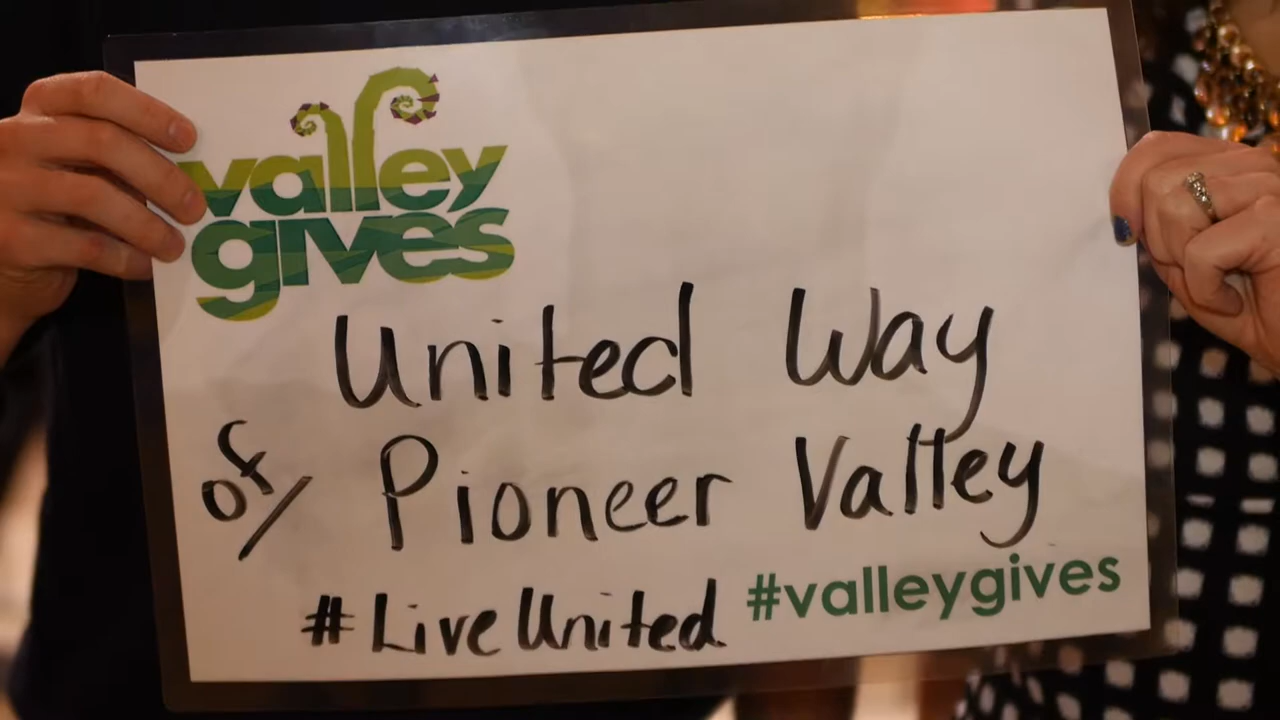 valley
gives
United Way
of/ Pioneer Valley
#LiveUnited #valleygives